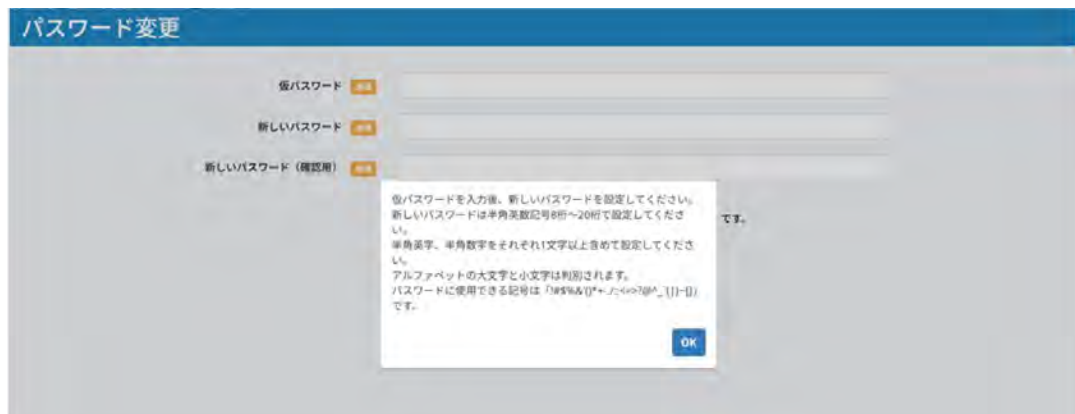 パスワード変更
仮パスワード 必須
新しいパスワード 必須
新しいパスワード（確認用） 必須
仮パスワードを入力後、新しいパスワードを設定してください。
新しいパスワードは半角英数記号8桁～20桁で設定してくださ
い。
半角英字、半角数字をそれぞれ1文字以上含めて設定してくださ
い。
アルファベットの大文字と小文字は判別されます。
パスワードに使用できる記号は
です。
です。
OK